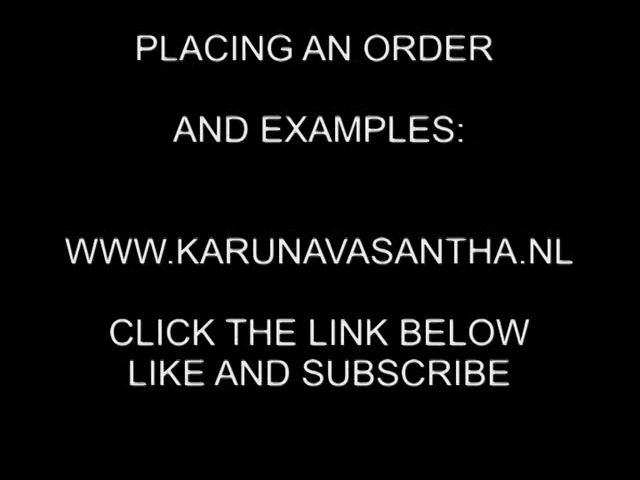 PLACING AN ORDER
AND EXAMPLES:
WWW.KARUNAVASANTHA.NL
CLICK THE LINK BELOW
LIKE AND SUBSCRIBE